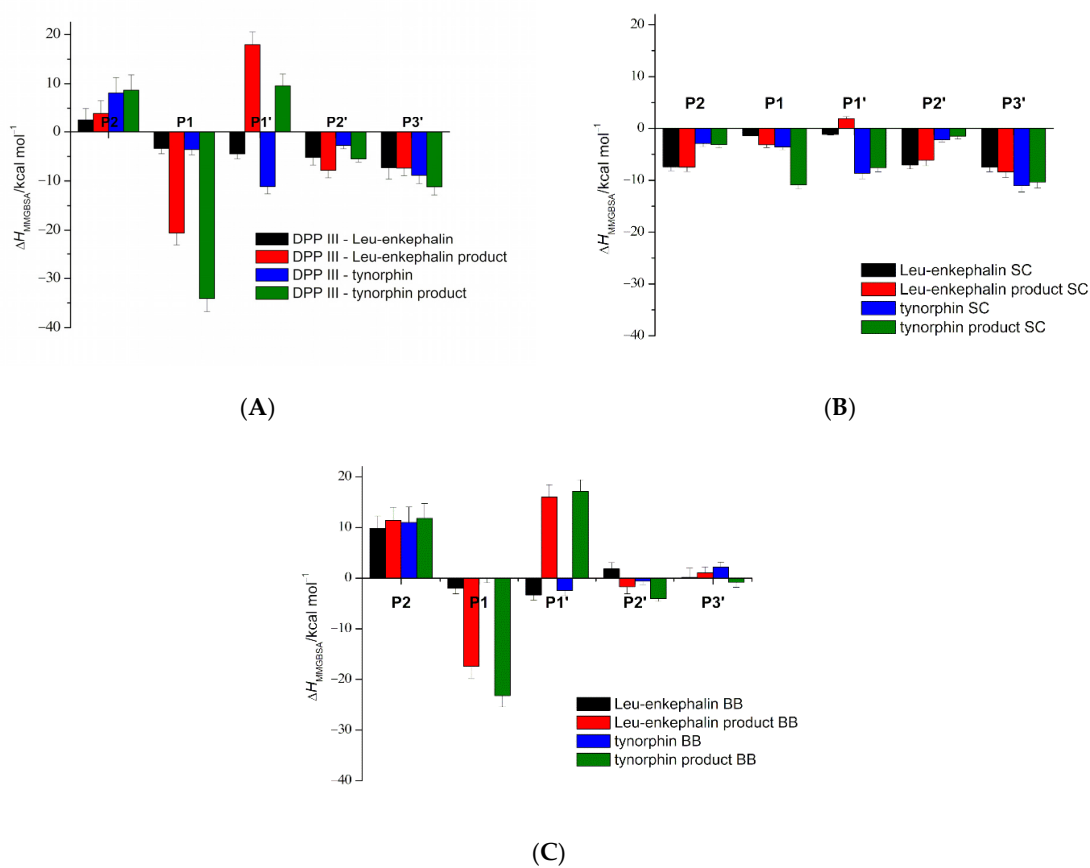 20
10
0
−10
−20
−30
−40
ΔH_MMGBSA/kcal mol⁻¹
P2 P1 P1' P2' P3'
DPP III - Leu-enkephalin
DPP III - Leu-enkephalin product
DPP III - tynorphin
DPP III - tynorphin product
(A)
20
10
0
−10
−20
−30
−40
ΔH_MMGBSA/kcal mol⁻¹
P2 P1 P1' P2' P3'
Leu-enkephalin SC
Leu-enkephalin product SC
tynorphin SC
tynorphin product SC
(B)
20
10
0
−10
−20
−30
−40
ΔH_MMGBSA/kcal mol⁻¹
P2 P1 P1' P2' P3'
Leu-enkephalin BB
Leu-enkephalin product BB
tynorphin BB
tynorphin product BB
(C)